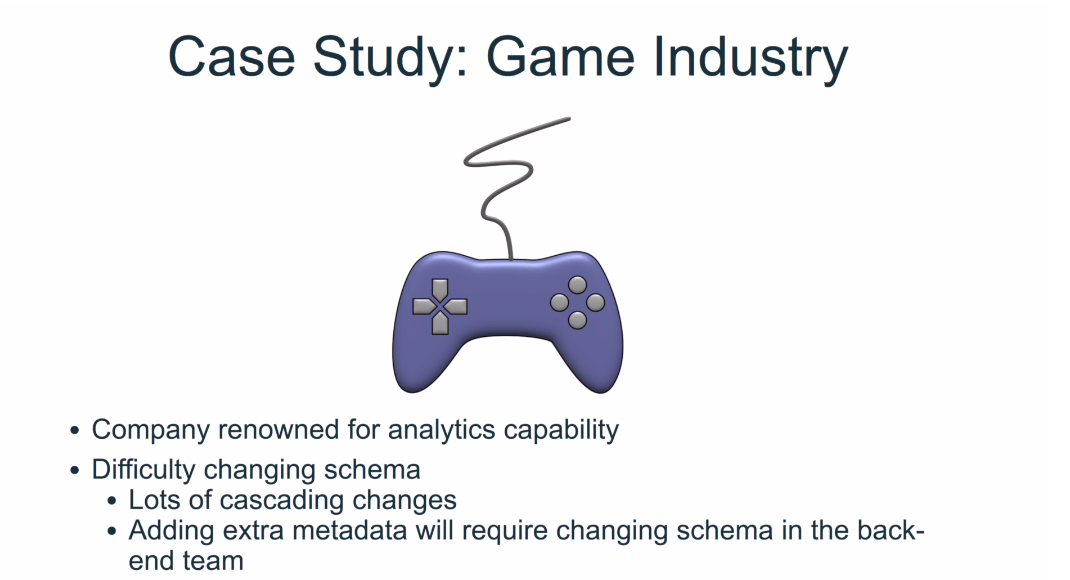 Case Study: Game Industry
• Company renowned for analytics capability
• Difficulty changing schema
• Lots of cascading changes
• Adding extra metadata will require changing schema in the back-
end team